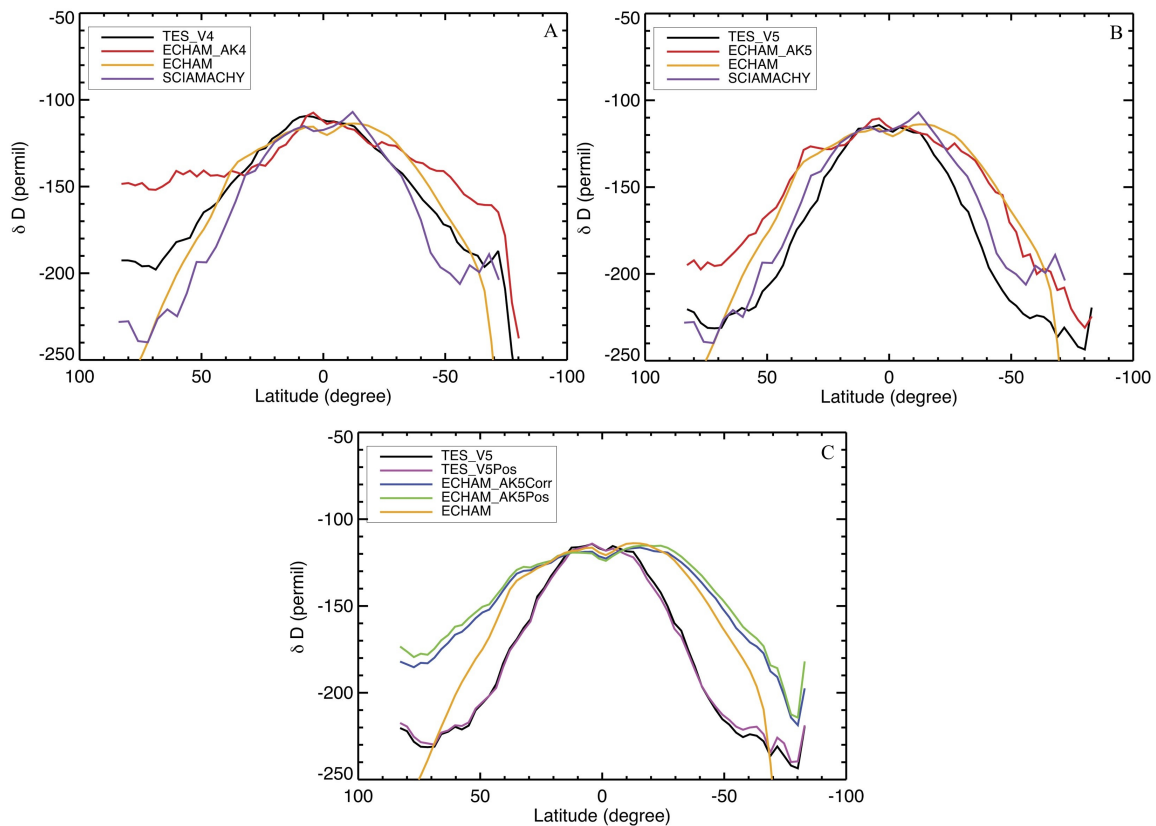 -50
-100
-150
-200
-250
δ D (permil)
TES_V4
ECHAM_AK4
ECHAM
SCIAMACHY
A
100
50
0
-50
-100
Latitude (degree)
-50
-100
-150
-200
-250
δ D (permil)
TES_V5
ECHAM_AK5
ECHAM
SCIAMACHY
B
100
50
0
-50
-100
Latitude (degree)
-50
-100
-150
-200
-250
δ D (permil)
TES_V5
TES_V5Pos
ECHAM_AK5Corr
ECHAM_AK5Pos
ECHAM
C
100
50
0
-50
-100
Latitude (degree)